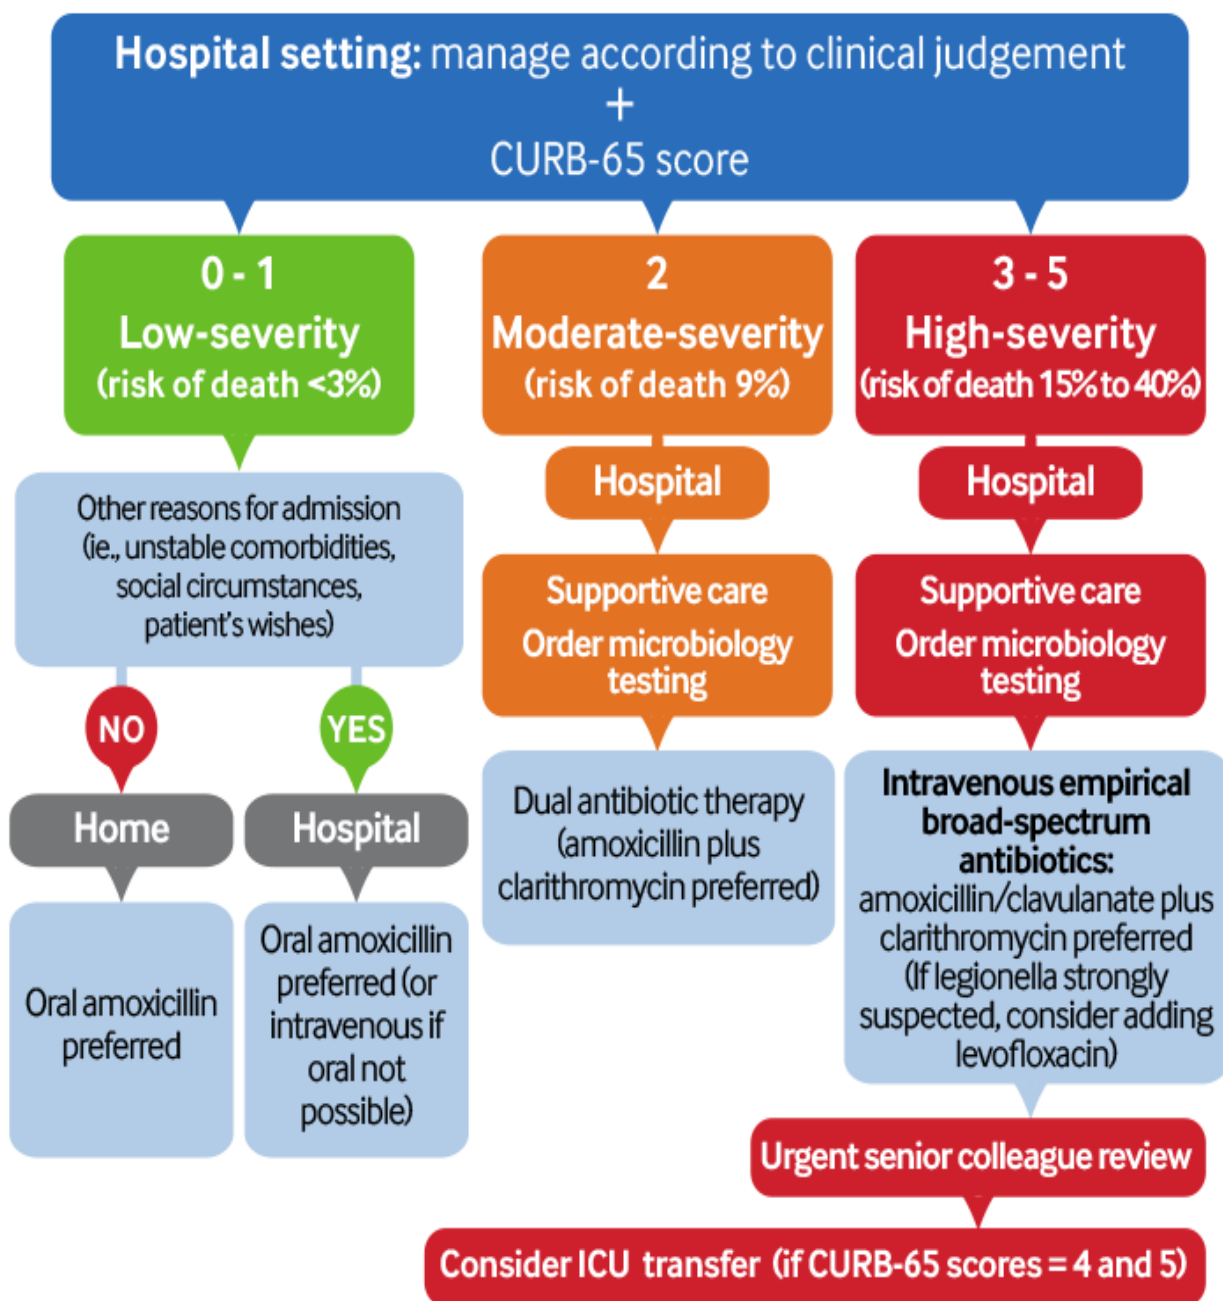 Hospital setting: manage according to clinical judgement
+
CURB-65 score
0 - 1
Low-severity
(risk of death <3%)
Other reasons for admission
(ie., unstable comorbidities,
social circumstances,
patient's wishes)
NO
Home
Oral amoxicillin
preferred
YES
Hospital
Oral amoxicillin
preferred (or
intravenous if
oral not
possible)
2
Moderate-severity
(risk of death 9%)
Hospital
Supportive care
Order microbiology
testing
Dual antibiotic therapy
(amoxicillin plus
clarithromycin preferred)
3 - 5
High-severity
(risk of death 15% to 40%)
Hospital
Supportive care
Order microbiology
testing
Intravenous empirical
broad-spectrum
antibiotics:
amoxicillin/clavulanate plus
clarithromycin preferred
(If legionella strongly
suspected, consider adding
levofloxacin)
Urgent senior colleague review
Consider ICU transfer (if CURB-65 scores = 4 and 5)